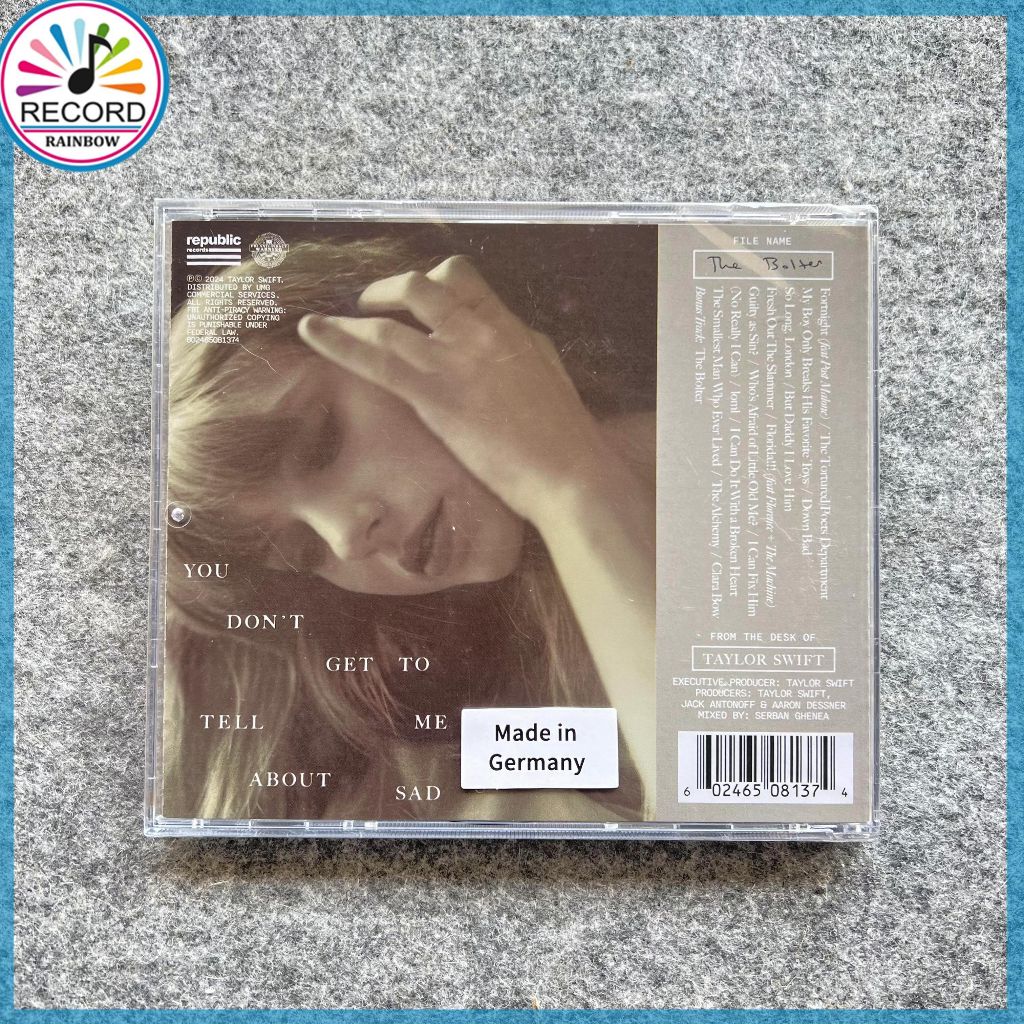 RECORD
RAINBOW
republic
records
ⓅⒸ 2024 TAYLOR SWIFT.
DISTRIBUTED BY UMG
COMMERCIAL SERVICES.
ALL RIGHTS RESERVED.
FBI ANTI-PIRACY WARNING:
UNAUTHORIZED COPYING
IS PUNISHABLE UNDER
FEDERAL LAW.
B02465081374
YOU
DON'T
GET TO
TELL ME
ABOUT
SAD
Made in
Germany
FILE NAME
The Bolter
Fortnight (feat. Post Malone) / The Tortured Poets Department
My Boy Only Breaks His Favorite Toys / Down Bad
So Long, London / But Daddy I Love Him
Fresh Out The Slammer / Florida!!! (feat. Florence + The Machine)
Guilty as Sin? / Who's Afraid of Little Old Me? / I Can Fix Him
(No Really I Can) / loml / I Can Do It With a Broken Heart
The Smallest Man Who Ever Lived / The Alchemy / Clara Bow
Bonus Track: The Bolter
FROM THE DESK OF
TAYLOR SWIFT
EXECUTIVE PRODUCER: TAYLOR SWIFT
PRODUCERS: TAYLOR SWIFT,
JACK ANTONOFF & AARON DESSNER
MIXED BY: SERBAN GHENEA
6 02465 08137 4